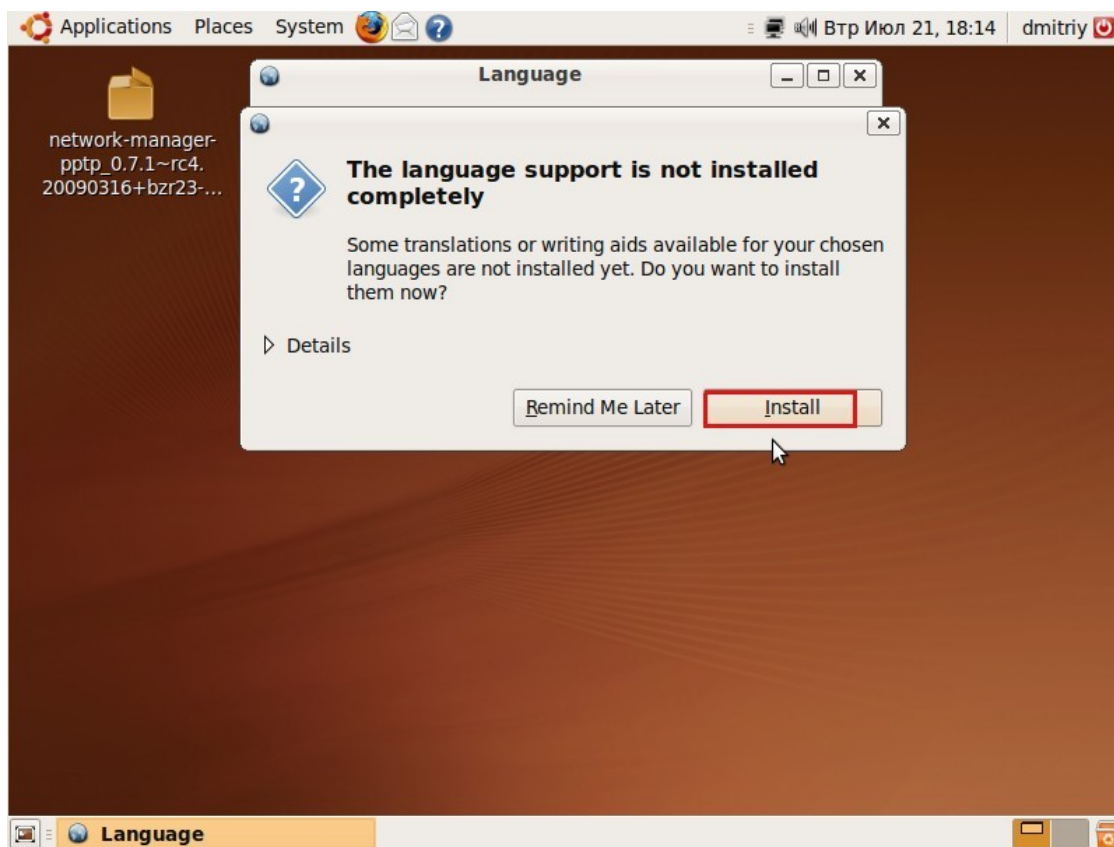 Applications Places System Втр Июл 21, 18:14 dmitriy
network-manager-
pptp_0.7.1~rc4.
20090316+bzr23-...
Language
The language support is not installed
completely
Some translations or writing aids available for your chosen
languages are not installed yet. Do you want to install
them now?
Details
Remind Me Later Install
Language